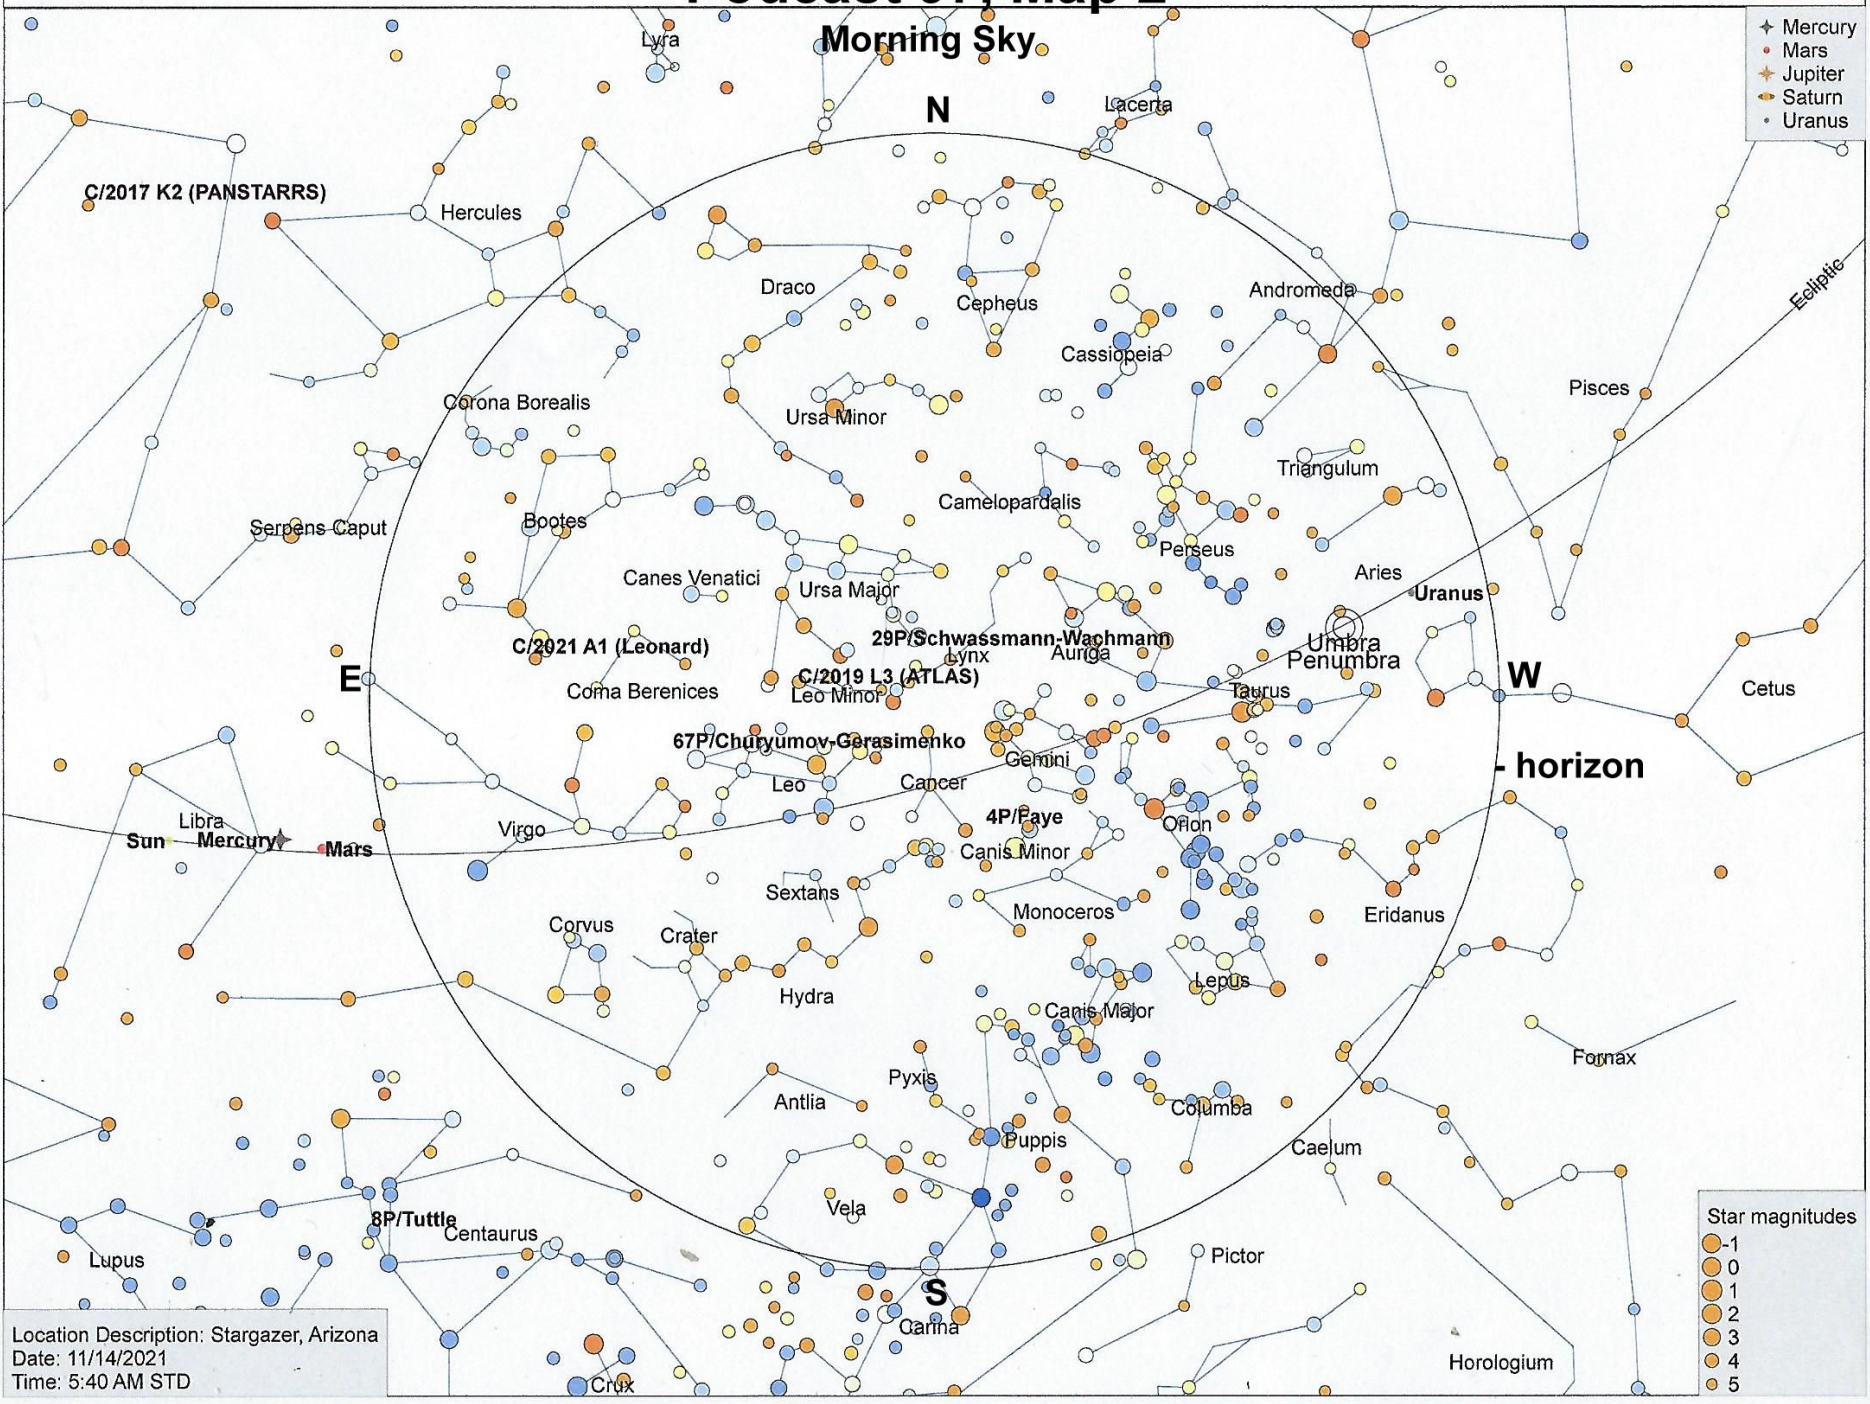 Podcast 67, Map 2
Morning Sky
Mercury
Mars
Jupiter
Saturn
Uranus
Lyra
Lacerta
N
C/2017 K2 (PANSTARRS)
Hercules
Draco
Cepheus
Andromeda
Ecliptic
Cassiopeia
Pisces
Corona Borealis
Ursa Minor
Triangulum
Camelopardalis
Serpens Caput
Bootes
Perseus
Aries
Canes Venatici
Ursa Major
Uranus
C/2021 A1 (Leonard)
29P/Schwassmann-Wachmann
Lynx
Auriga
Umbra
Penumbra
E
W
C/2019 L3 (ATLAS)
Coma Berenices
Leo Minor
Taurus
Cetus
67P/Churyumov-Gerasimenko
Gemini
- horizon
Leo
Cancer
Libra
Virgo
4P/Faye
Orion
Sun
Mercury
Mars
Canis Minor
Sextans
Monoceros
Eridanus
Corvus
Crater
Lepus
Hydra
Canis Major
Fornax
Pyxis
Antlia
Columba
Puppis
Caelum
Vela
8P/Tuttle
Centaurus
Lupus
Pictor
S
Carina
Horologium
Crux
Star magnitudes
-1
0
1
2
3
4
5
Location Description: Stargazer, Arizona
Date: 11/14/2021
Time: 5:40 AM STD